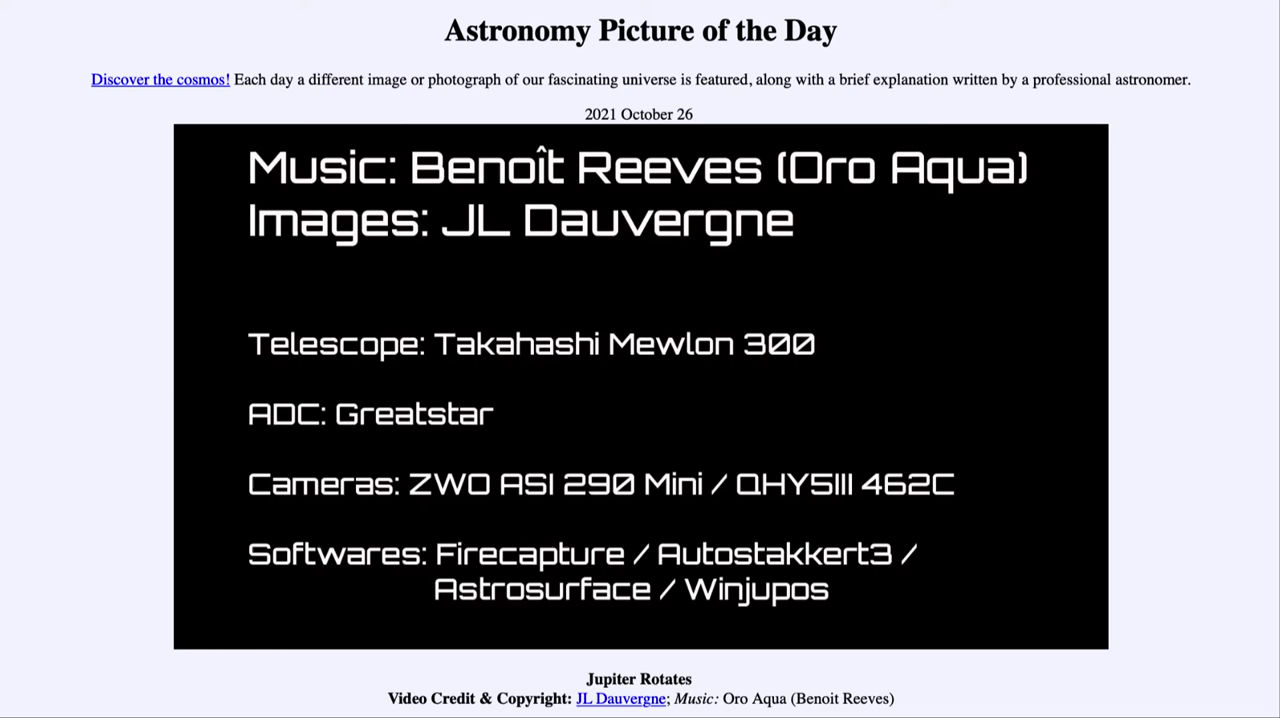 Astronomy Picture of the Day
Discover the cosmos! Each day a different image or photograph of our fascinating universe is featured, along with a brief explanation written by a professional astronomer.
2021 October 26
Music: Benoît Reeves (Oro Aqua)
Images: JL Dauvergne
Telescope: Takahashi Mewlon 300
ADC: Greatstar
Cameras: ZWO ASI 290 Mini / QHY5III 462C
Softwares: Firecapture / Autostakkert3 /
Astrosurface / Winjupos
Jupiter Rotates
Video Credit & Copyright: JL Dauvergne; Music: Oro Aqua (Benoit Reeves)